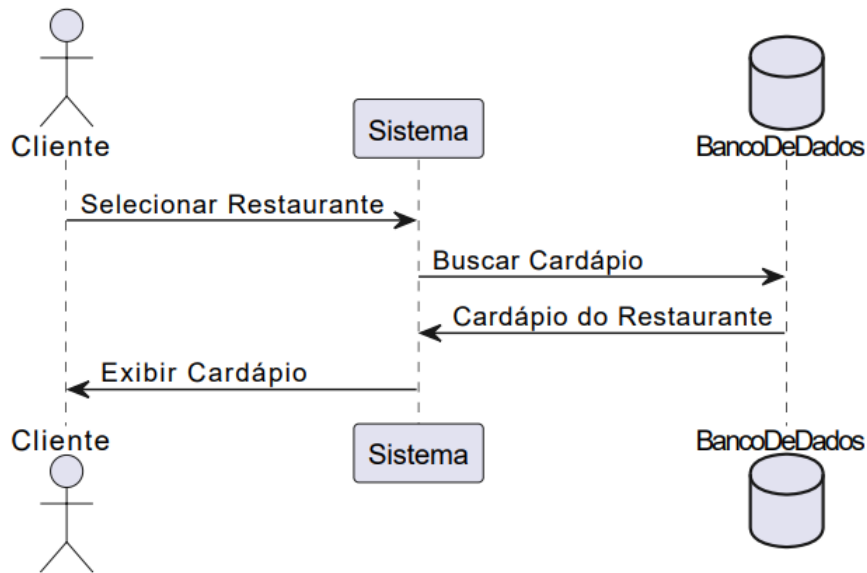 Cliente
Sistema
BancoDeDados
Selecionar Restaurante
Buscar Cardápio
Cardápio do Restaurante
Exibir Cardápio
Cliente
Sistema
BancoDeDados